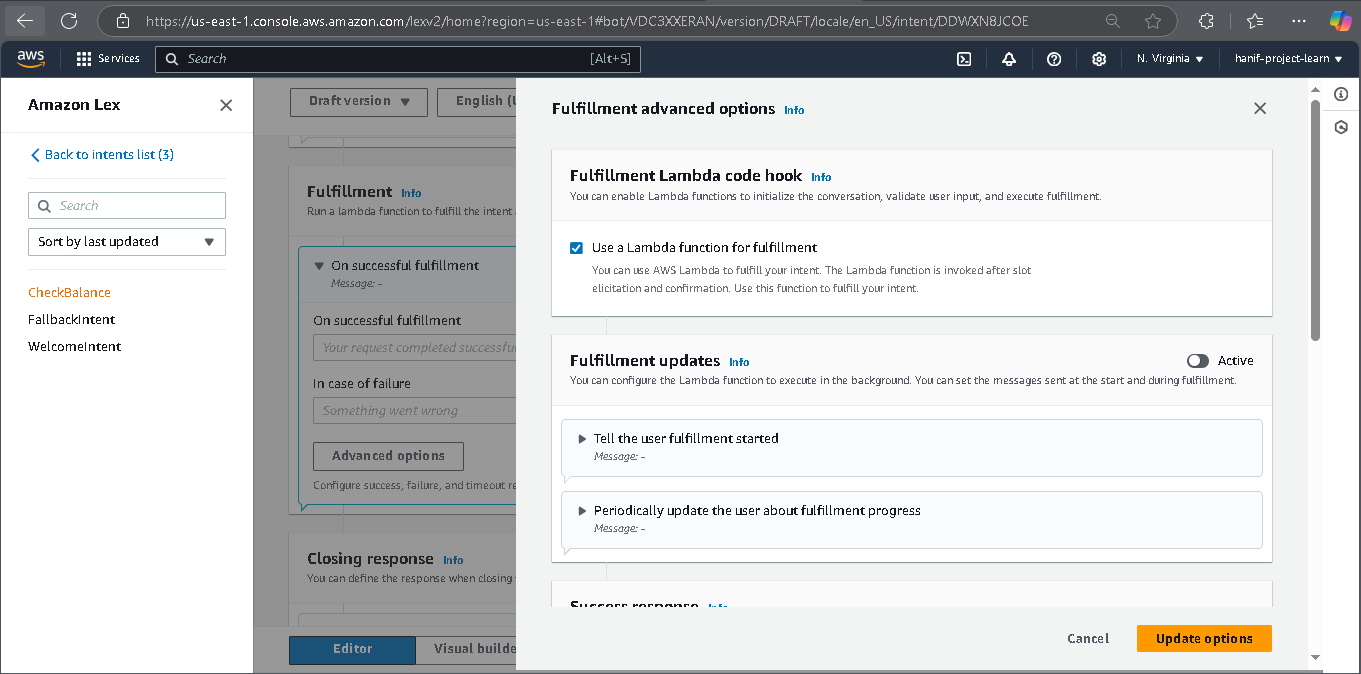 https://us-east-1.console.aws.amazon.com/lexv2/home?region=us-east-1#bot/VDC3XXERAN/version/DRAFT/locale/en_US/intent/DDWXN8JCOE
aws
Services
Search
[Alt+S]
N. Virginia
hanif-project-learn
Amazon Lex
Back to intents list (3)
Search
Sort by last updated
CheckBalance
FallbackIntent
WelcomeIntent
Draft version
English (U
Fulfillment Info
Run a lambda function to fulfill the intent
On successful fulfillment
Message: -
On successful fulfillment
Your request completed successfu
In case of failure
Something went wrong
Advanced options
Configure success, failure, and timeout re
Closing response Info
You can define the response when closing
Editor
Visual builde
Fulfillment advanced options Info
Fulfillment Lambda code hook Info
You can enable Lambda functions to initialize the conversation, validate user input, and execute fulfillment.
Use a Lambda function for fulfillment
You can use AWS Lambda to fulfill your intent. The Lambda function is invoked after slot
elicitation and confirmation. Use this function to fulfill your intent.
Fulfillment updates Info
Active
You can configure the Lambda function to execute in the background. You can set the messages sent at the start and during fulfillment.
Tell the user fulfillment started
Message: -
Periodically update the user about fulfillment progress
Message: -
Success response Info
Cancel
Update options